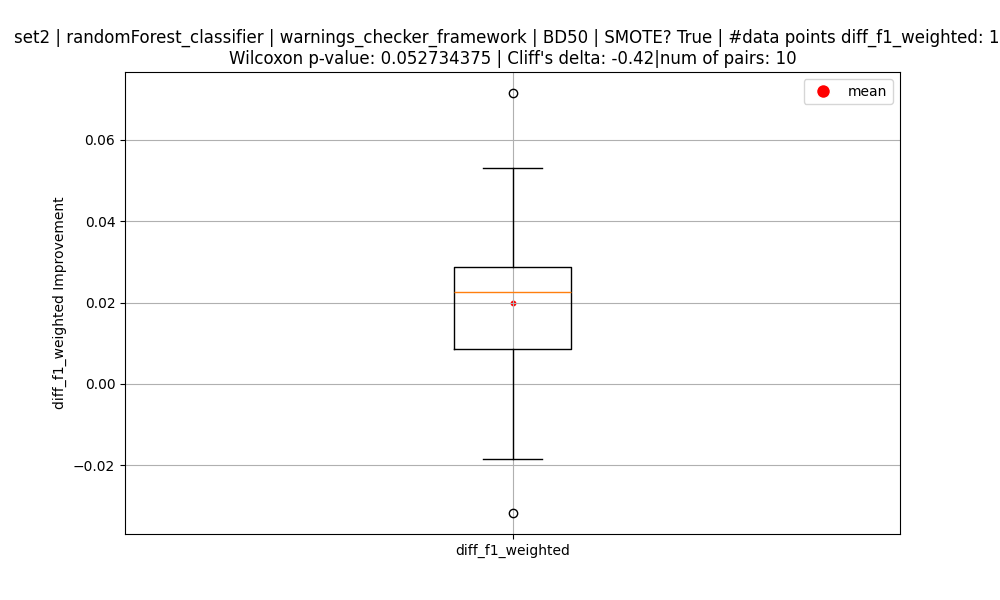 set2 | randomForest_classifier | warnings_checker_framework | BD50 | SMOTE? True | #data points diff_f1_weighted: 1
Wilcoxon p-value: 0.052734375 | Cliff's delta: -0.42|num of pairs: 10
mean
0.06
0.04
0.02
0.00
−0.02
diff_f1_weighted Improvement
diff_f1_weighted